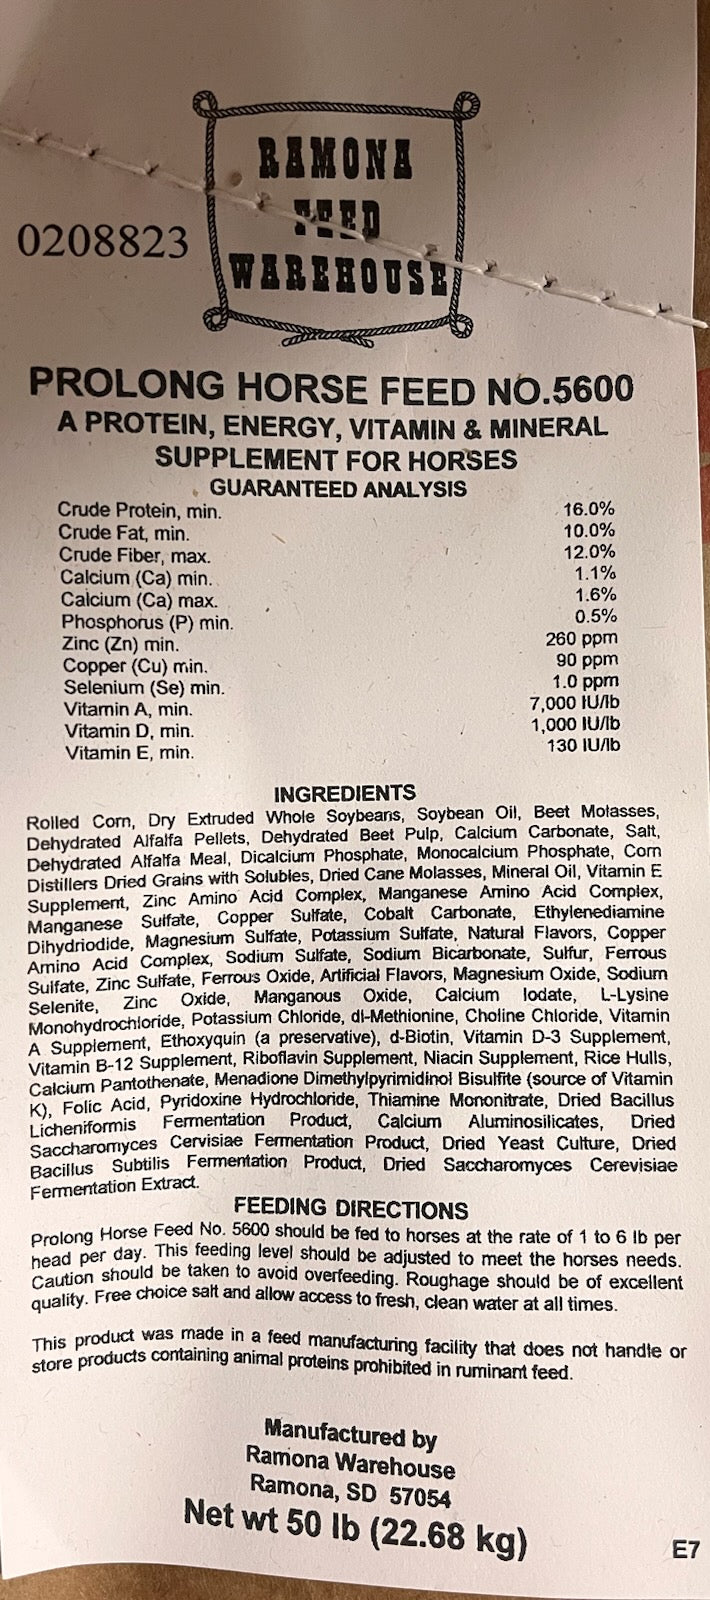 RAMONA
FEED
WAREHOUSE
0208823
PROLONG HORSE FEED NO.5600
A PROTEIN, ENERGY, VITAMIN & MINERAL
SUPPLEMENT FOR HORSES
GUARANTEED ANALYSIS
Crude Protein, min. 16.0%
Crude Fat, min. 10.0%
Crude Fiber, max. 12.0%
Calcium (Ca) min. 1.1%
Calcium (Ca) max. 1.6%
Phosphorus (P) min. 0.5%
Zinc (Zn) min. 260 ppm
Copper (Cu) min. 90 ppm
Selenium (Se) min. 1.0 ppm
Vitamin A, min. 7,000 IU/lb
Vitamin D, min. 1,000 IU/lb
Vitamin E, min. 130 IU/lb
INGREDIENTS
Rolled Corn, Dry Extruded Whole Soybeans, Soybean Oil, Beet Molasses,
Dehydrated Alfalfa Pellets, Dehydrated Beet Pulp, Calcium Carbonate, Salt,
Dehydrated Alfalfa Meal, Dicalcium Phosphate, Monocalcium Phosphate, Corn
Distillers Dried Grains with Solubles, Dried Cane Molasses, Mineral Oil, Vitamin E
Supplement, Zinc Amino Acid Complex, Manganese Amino Acid Complex,
Manganese Sulfate, Copper Sulfate, Cobalt Carbonate, Ethylenediamine
Dihydriodide, Magnesium Sulfate, Potassium Sulfate, Natural Flavors, Copper
Amino Acid Complex, Sodium Sulfate, Sodium Bicarbonate, Sulfur, Ferrous
Sulfate, Zinc Sulfate, Ferrous Oxide, Artificial Flavors, Magnesium Oxide, Sodium
Selenite, Zinc Oxide, Manganous Oxide, Calcium Iodate, L-Lysine
Monohydrochloride, Potassium Chloride, dl-Methionine, Choline Chloride, Vitamin
A Supplement, Ethoxyquin (a preservative), d-Biotin, Vitamin D-3 Supplement,
Vitamin B-12 Supplement, Riboflavin Supplement, Niacin Supplement, Rice Hulls,
Calcium Pantothenate, Menadione Dimethylpyrimidinol Bisulfite (source of Vitamin
K), Folic Acid, Pyridoxine Hydrochloride, Thiamine Mononitrate, Dried Bacillus
Licheniformis Fermentation Product, Calcium Aluminosilicates, Dried
Saccharomyces Cervisiae Fermentation Product, Dried Yeast Culture, Dried
Bacillus Subtilis Fermentation Product, Dried Saccharomyces Cerevisiae
Fermentation Extract.
FEEDING DIRECTIONS
Prolong Horse Feed No. 5600 should be fed to horses at the rate of 1 to 6 lb per
head per day. This feeding level should be adjusted to meet the horses needs.
Caution should be taken to avoid overfeeding. Roughage should be of excellent
quality. Free choice salt and allow access to fresh, clean water at all times.
This product was made in a feed manufacturing facility that does not handle or
store products containing animal proteins prohibited in ruminant feed.
Manufactured by
Ramona Warehouse
Ramona, SD 57054
Net wt 50 lb (22.68 kg)
E7